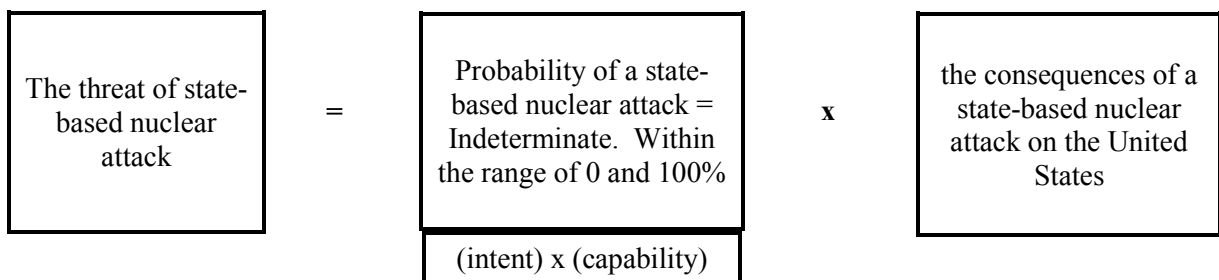 The threat of state-
based nuclear
attack
=
Probability of a state-
based nuclear attack =
Indeterminate.  Within
the range of 0 and 100%
(intent) x (capability)
x
the consequences of a
state-based nuclear
attack on the United
States